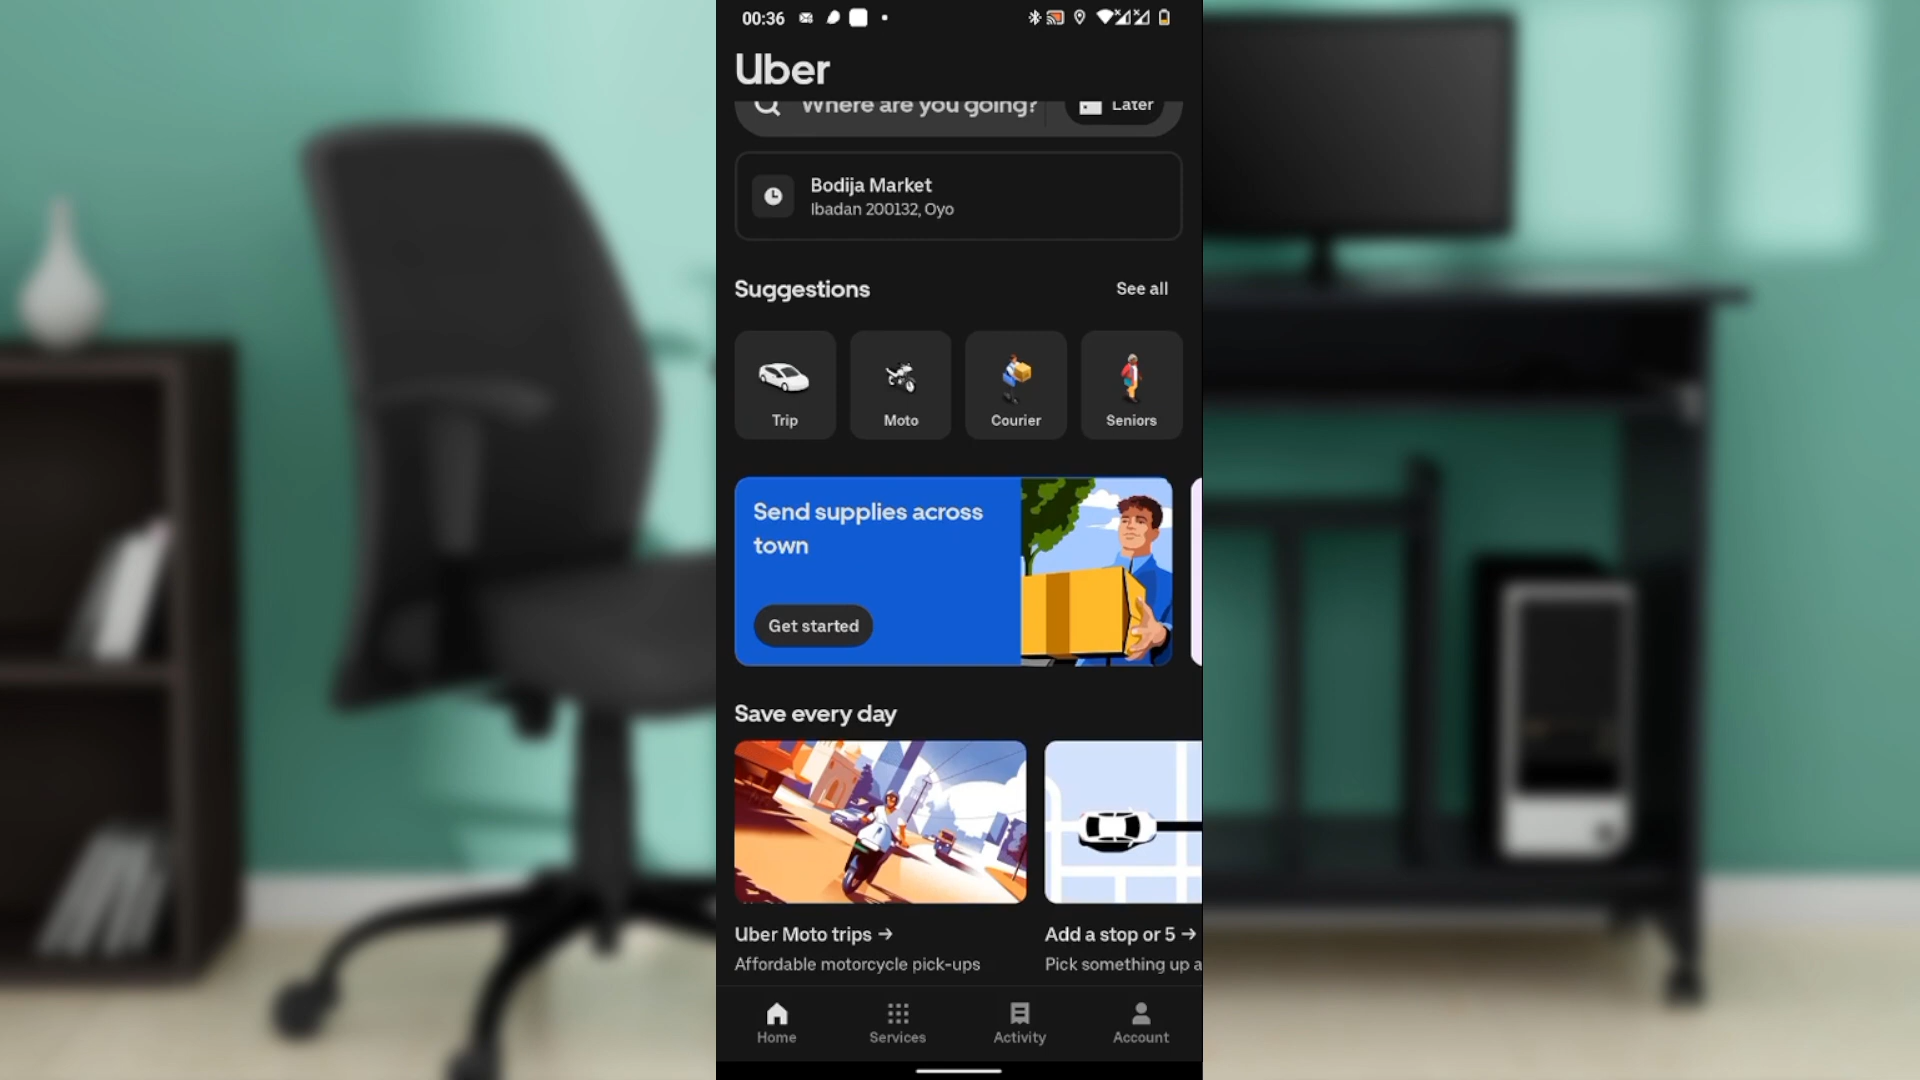 00:36
Uber
Where are you going?
Later
Bodija Market
Ibadan 200132, Oyo
Suggestions
See all
Trip
Moto
Courier
Seniors
Send supplies across
town
Get started
Save every day
Uber Moto trips →
Affordable motorcycle pick-ups
Add a stop or 5 →
Pick something up a
Home
Services
Activity
Account